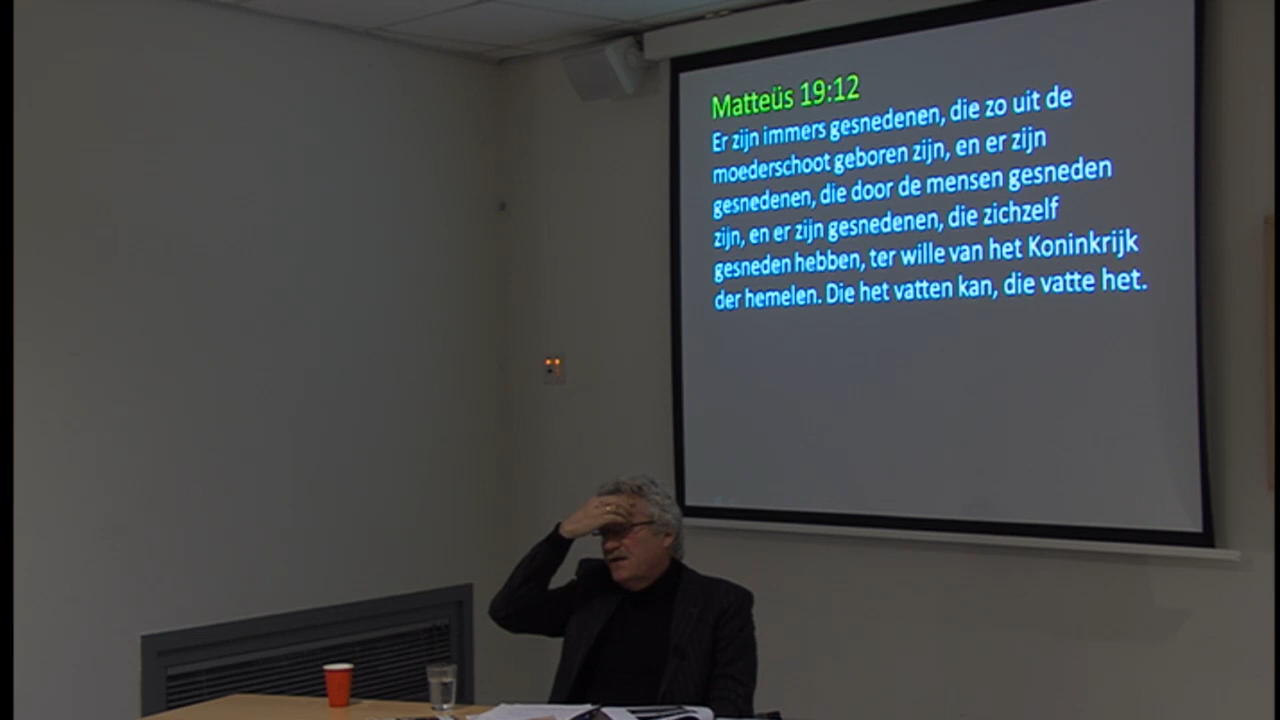 Matteüs 19:12
Er zijn immers gesnedenen, die zo uit de
moederschoot geboren zijn, en er zijn
gesnedenen, die door de mensen gesneden
zijn, en er zijn gesnedenen, die zichzelf
gesneden hebben, ter wille van het Koninkrijk
der hemelen. Die het vatten kan, die vatte het.